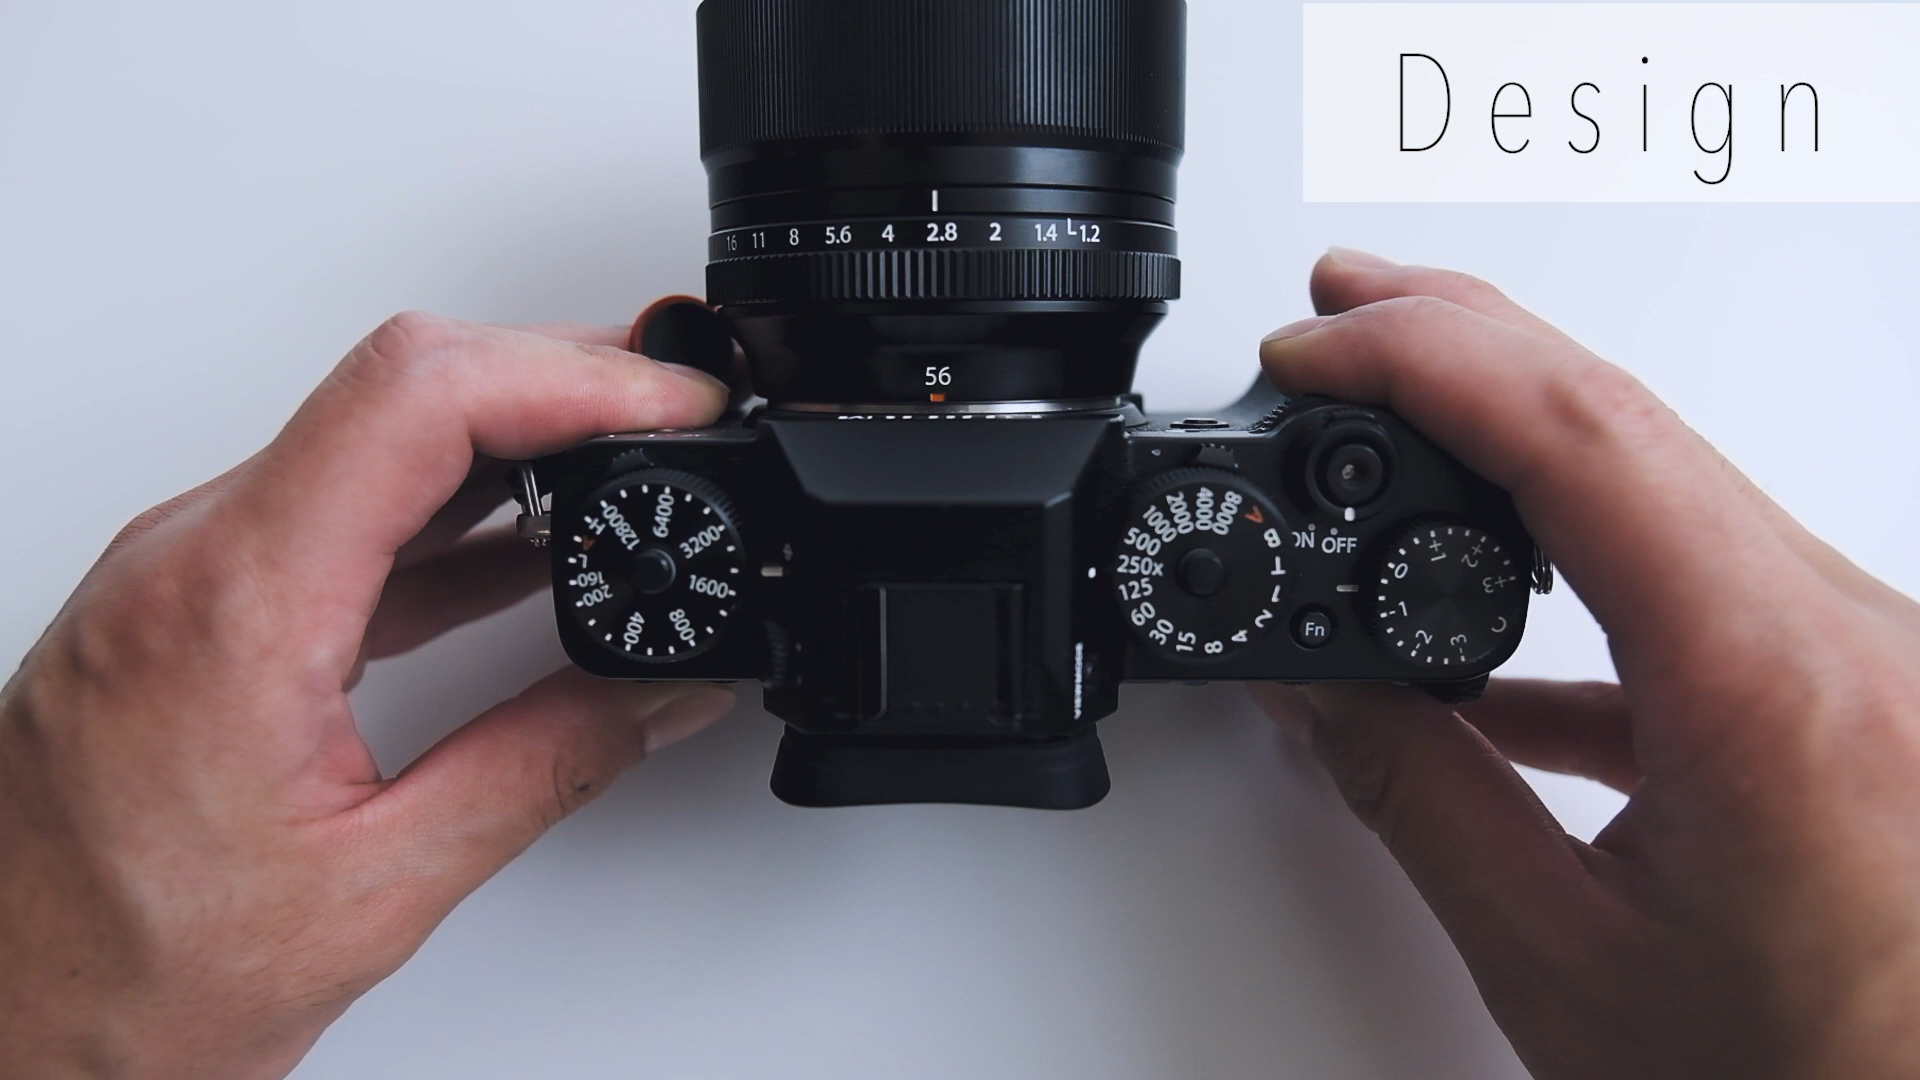 Design
16 11 8 5.6 4 2.8 2 1.4 L 1.2
56
H 12800 6400 3200 1600 800 400 200 160 L A
8000 4000 2000 1000 500 250x 125 60 30 15 8 4 2 1 T B A
ON OFF
Fn
+3 +2 +1 0 -1 -2 -3 C